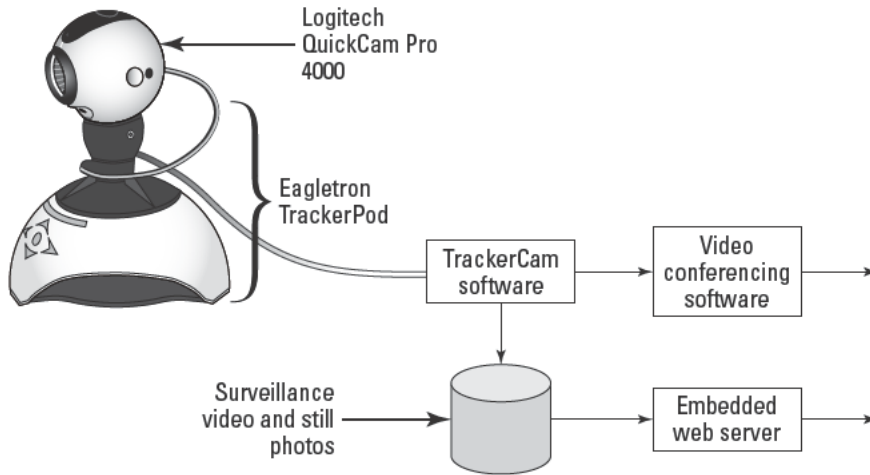 Logitech
QuickCam Pro
4000
Eagletron
TrackerPod
TrackerCam
software
Video
conferencing
software
Surveillance
video and still
photos
Embedded
web server